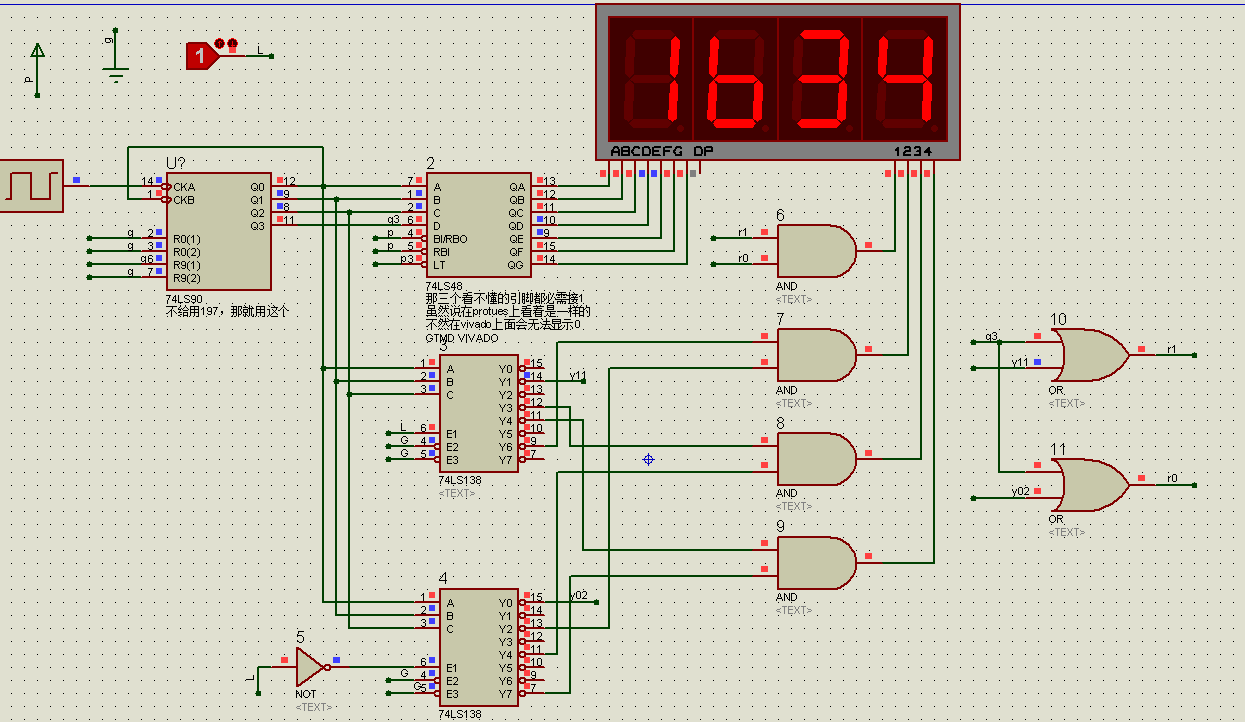 g
p
1
L
1634
ABCDEFG DP
1234
U?
14
1
CKA
CKB
Q0
Q1
Q2
Q3
12
9
8
11
g 2
g 3
g6
g 7
R0(1)
R0(2)
R9(1)
R9(2)
74LS90
不给用197，那就用这个
2
7
1
2
q3 6
p 4
p 5
p3
A
B
C
D
BI/RBO
RBI
LT
QA
QB
QC
QD
QE
QF
QG
13
12
11
10
9
15
14
74LS48
那三个看不懂的引脚都必需接1
虽然说在protues上看着是一样的
不然在vivado上面会无法显示0
GTMD VIVADO
3
1
2
3
L 6
G 4
G 5
A
B
C
E1
E2
E3
Y0
Y1
Y2
Y3
Y4
Y5
Y6
Y7
15
14
13
12
11
10
9
7
y11
74LS138
<TEXT>
4
1
2
3
6
G 4
G5
A
B
C
E1
E2
E3
Y0
Y1
Y2
Y3
Y4
Y5
Y6
Y7
15
14
13
12
11
10
9
7
y02
74LS138
5
L
NOT
<TEXT>
6
r1
r0
AND
<TEXT>
7
AND
<TEXT>
8
AND
<TEXT>
9
AND
<TEXT>
10
q3
y11
r1
OR
<TEXT>
11
y02
r0
OR
<TEXT>